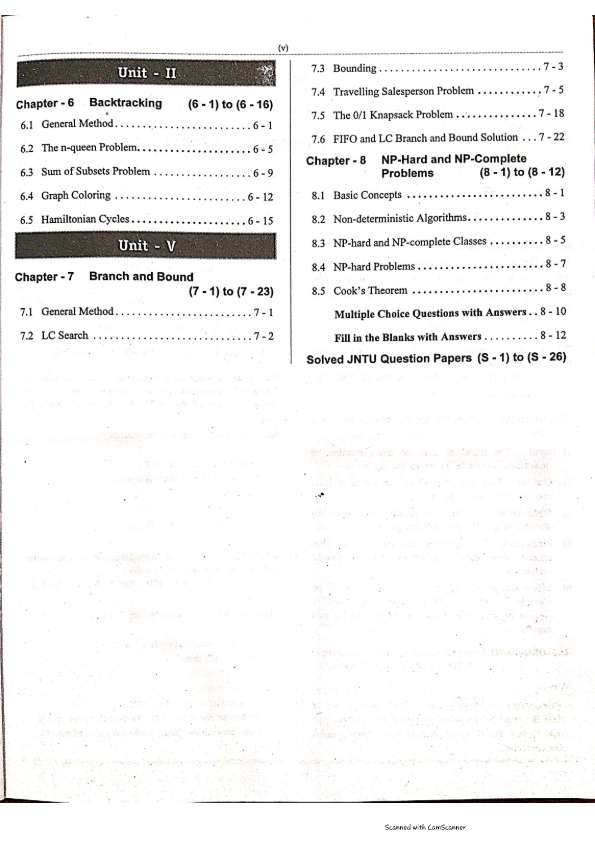 (v)
Unit - II
Chapter - 6 Backtracking (6 - 1) to (6 - 16)
6.1 General Method........................6 - 1
6.2 The n-queen Problem....................6 - 5
6.3 Sum of Subsets Problem .................6 - 9
6.4 Graph Coloring .......................6 - 12
6.5 Hamiltonian Cycles....................6 - 15
Unit - V
Chapter - 7 Branch and Bound
(7 - 1) to (7 - 23)
7.1 General Method........................7 - 1
7.2 LC Search ............................7 - 2
7.3 Bounding .............................7 - 3
7.4 Travelling Salesperson Problem ..........7 - 5
7.5 The 0/1 Knapsack Problem ..............7 - 18
7.6 FIFO and LC Branch and Bound Solution ...7 - 22
Chapter - 8 NP-Hard and NP-Complete
Problems (8 - 1) to (8 - 12)
8.1 Basic Concepts ........................8 - 1
8.2 Non-deterministic Algorithms..............8 - 3
8.3 NP-hard and NP-complete Classes ..........8 - 5
8.4 NP-hard Problems .......................8 - 7
8.5 Cook's Theorem ........................8 - 8
Multiple Choice Questions with Answers..8 - 10
Fill in the Blanks with Answers ..........8 - 12
Solved JNTU Question Papers (S - 1) to (S - 26)
Scanned with CamScanner